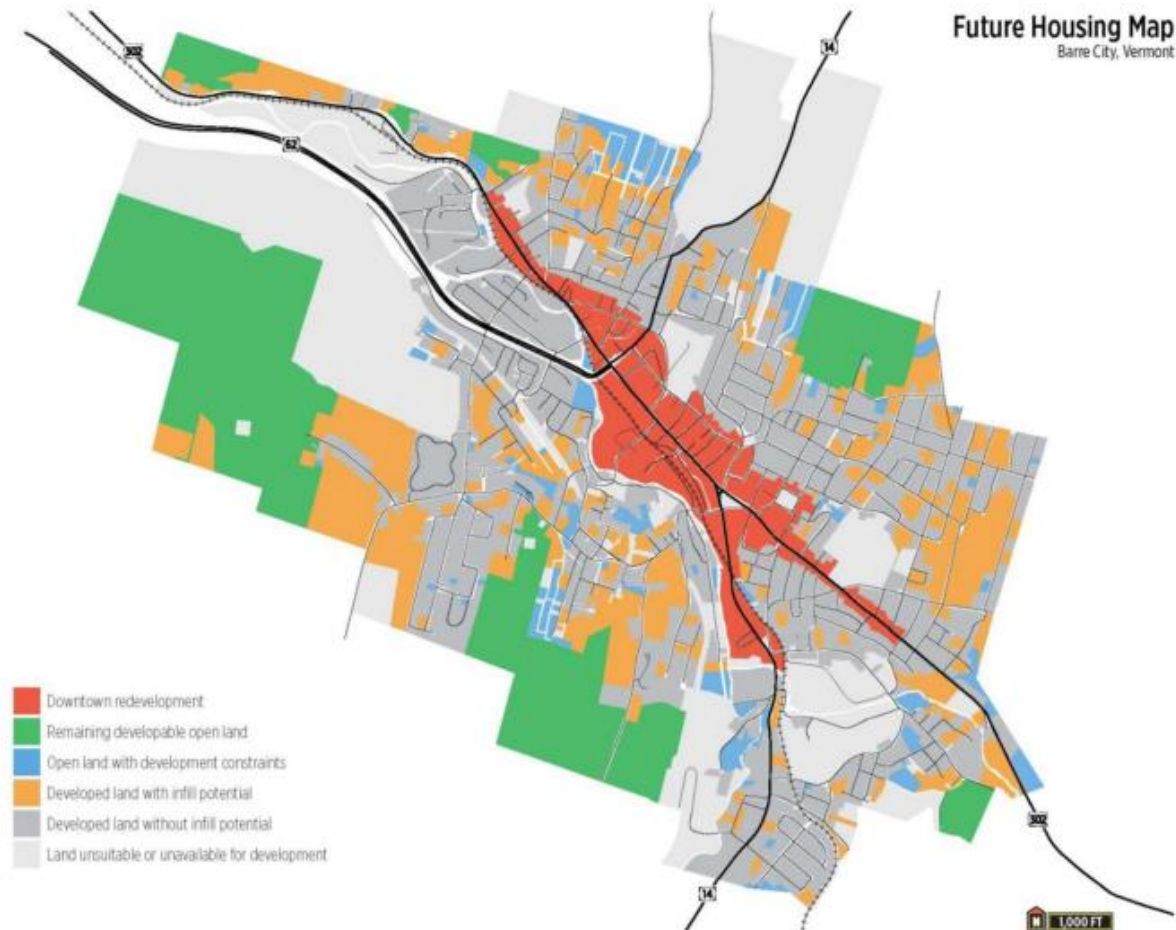 Future Housing Map
Barre City, Vermont
302
14
62
Downtown redevelopment
Remaining developable open land
Open land with development constraints
Developed land with infill potential
Developed land without infill potential
Land unsuitable or unavailable for development
302
14
N 1,000 FT